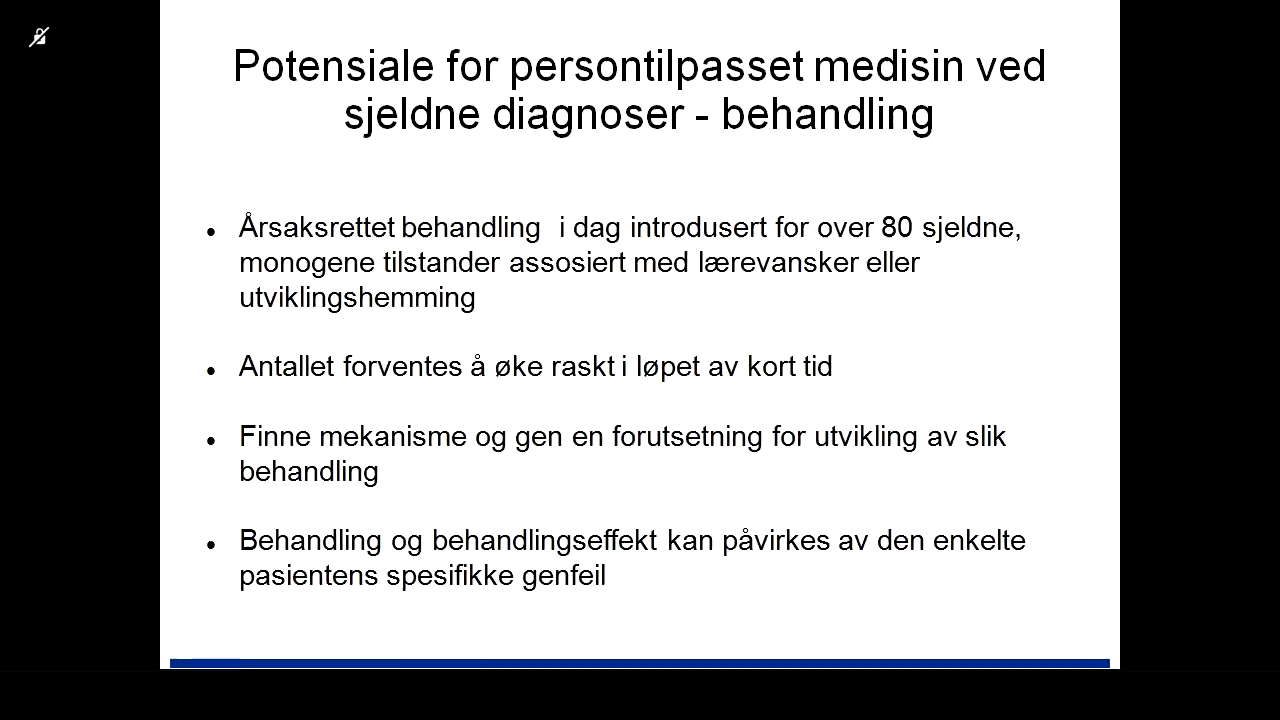 Potensiale for persontilpasset medisin ved
sjeldne diagnoser - behandling
Årsaksrettet behandling i dag introdusert for over 80 sjeldne,
monogene tilstander assosiert med lærevansker eller
utviklingshemming
Antallet forventes å øke raskt i løpet av kort tid
Finne mekanisme og gen en forutsetning for utvikling av slik
behandling
Behandling og behandlingseffekt kan påvirkes av den enkelte
pasientens spesifikke genfeil